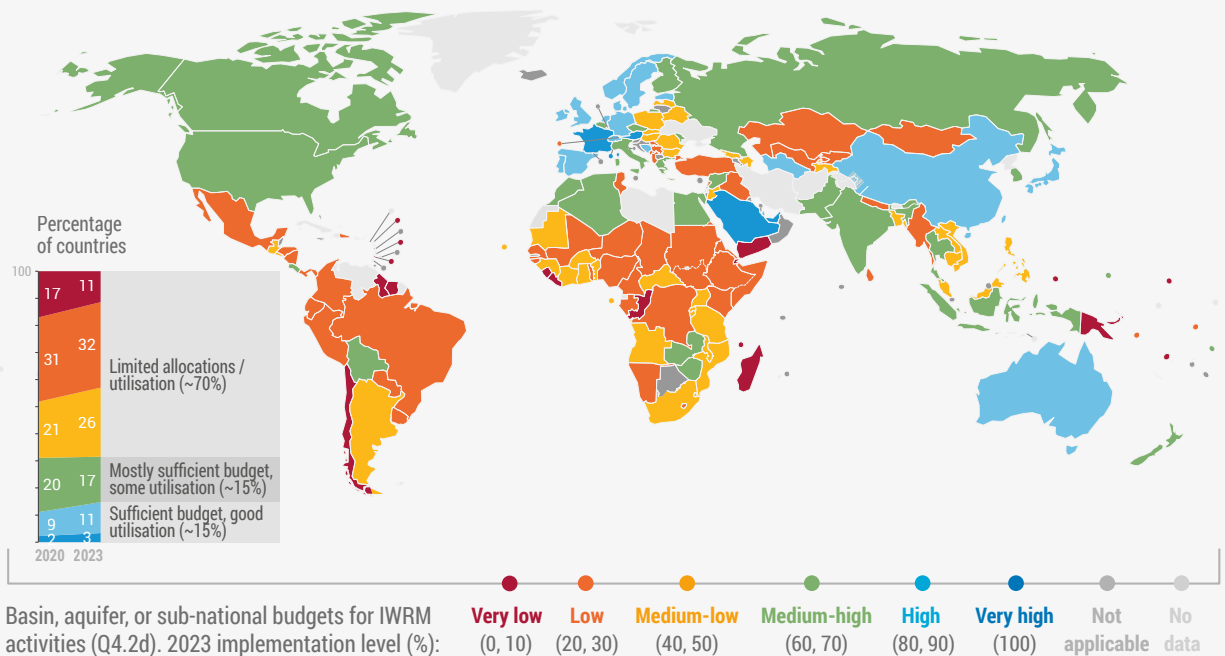 Percentage
of countries
100
17 11
31 32
21 26
20 17
9 11
2 3
2020 2023
Limited allocations /
utilisation (~70%)
Mostly sufficient budget,
some utilisation (~15%)
Sufficient budget, good
utilisation (~15%)
Basin, aquifer, or sub-national budgets for IWRM
activities (Q4.2d). 2023 implementation level (%):
Very low
(0, 10)
Low
(20, 30)
Medium-low
(40, 50)
Medium-high
(60, 70)
High
(80, 90)
Very high
(100)
Not
applicable
No
data